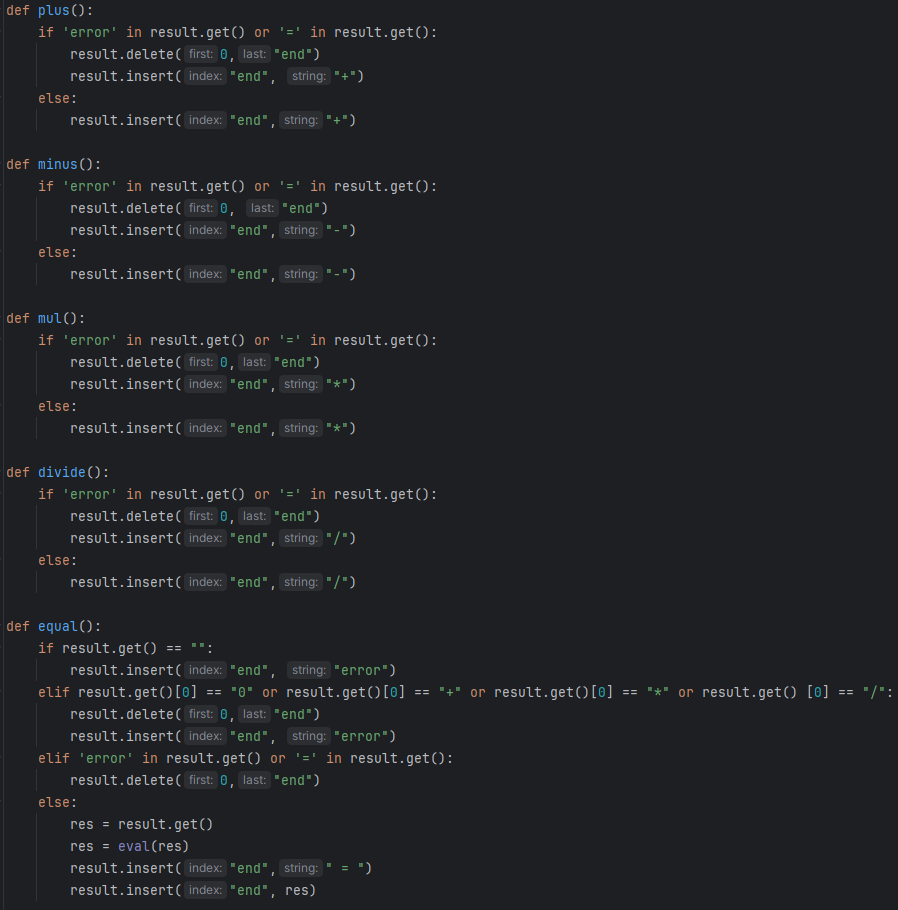 def plus():
    if 'error' in result.get() or '=' in result.get():
        result.delete( first: 0, last: "end")
        result.insert( index: "end", string: "+")
    else:
        result.insert( index: "end", string: "+")
def minus():
    if 'error' in result.get() or '=' in result.get():
        result.delete( first: 0, last: "end")
        result.insert( index: "end", string: "-")
    else:
        result.insert( index: "end", string: "-")
def mul():
    if 'error' in result.get() or '=' in result.get():
        result.delete( first: 0, last: "end")
        result.insert( index: "end", string: "*")
    else:
        result.insert( index: "end", string: "*")
def divide():
    if 'error' in result.get() or '=' in result.get():
        result.delete( first: 0, last: "end")
        result.insert( index: "end", string: "/")
    else:
        result.insert( index: "end", string: "/")
def equal():
    if result.get() == "":
        result.insert( index: "end", string: "error")
    elif result.get()[0] == "0" or result.get()[0] == "+" or result.get()[0] == "*" or result.get() [0] == "/":
        result.delete( first: 0, last: "end")
        result.insert( index: "end", string: "error")
    elif 'error' in result.get() or '=' in result.get():
        result.delete( first: 0, last: "end")
    else:
        res = result.get()
        res = eval(res)
        result.insert( index: "end", string: " = ")
        result.insert( index: "end", res)